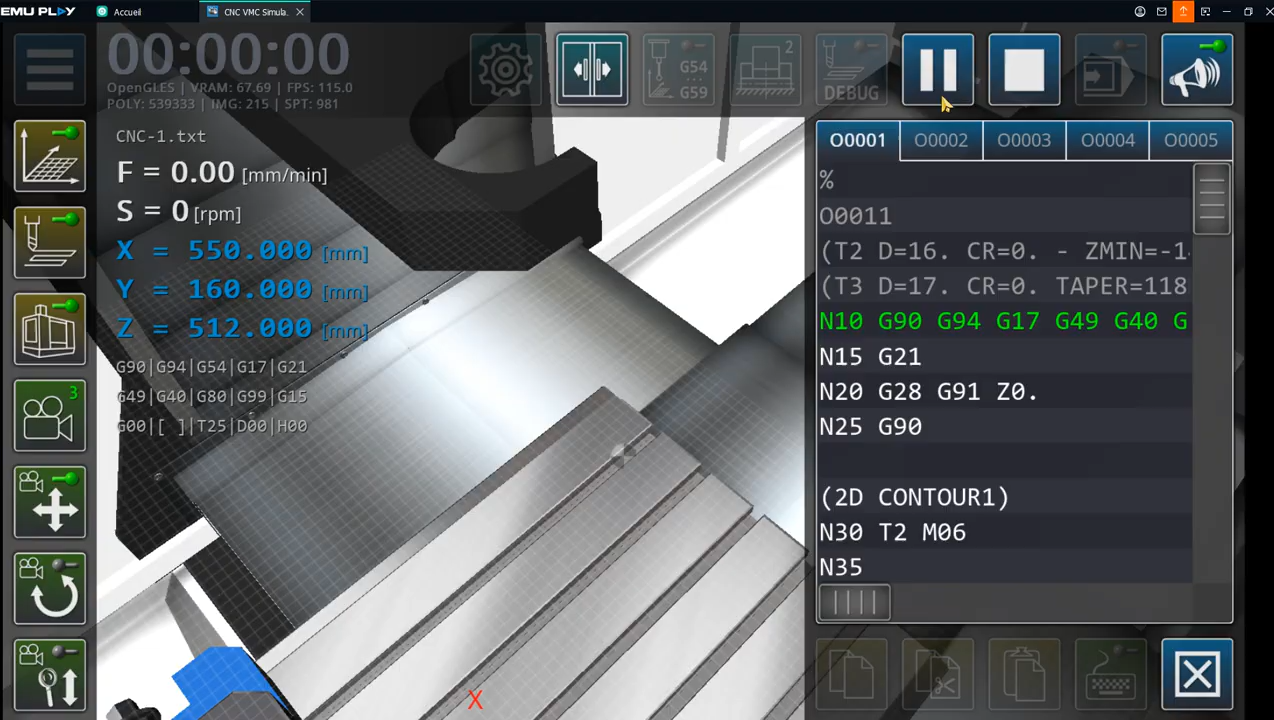 EMU PLAY
Accueil
CNC VMC Simula.
00:00:00
OpenGLES | VRAM: 67.69 | FPS: 115.0
POLY: 539333 | IMG: 215 | SPT: 981
CNC-1.txt
F = 0.00 [mm/min]
S = 0 [rpm]
X = 550.000 [mm]
Y = 160.000 [mm]
Z = 512.000 [mm]
G90|G94|G54|G17|G21
G49|G40|G80|G99|G15
G00|[ ]|T25|D00|H00
3
G54
...
G59
2
DEBUG
O0001 O0002 O0003 O0004 O0005
%
O0011
(T2 D=16. CR=0. - ZMIN=-1
(T3 D=17. CR=0. TAPER=118
N10 G90 G94 G17 G49 G40 G
N15 G21
N20 G28 G91 Z0.
N25 G90
(2D CONTOUR1)
N30 T2 M06
N35
X